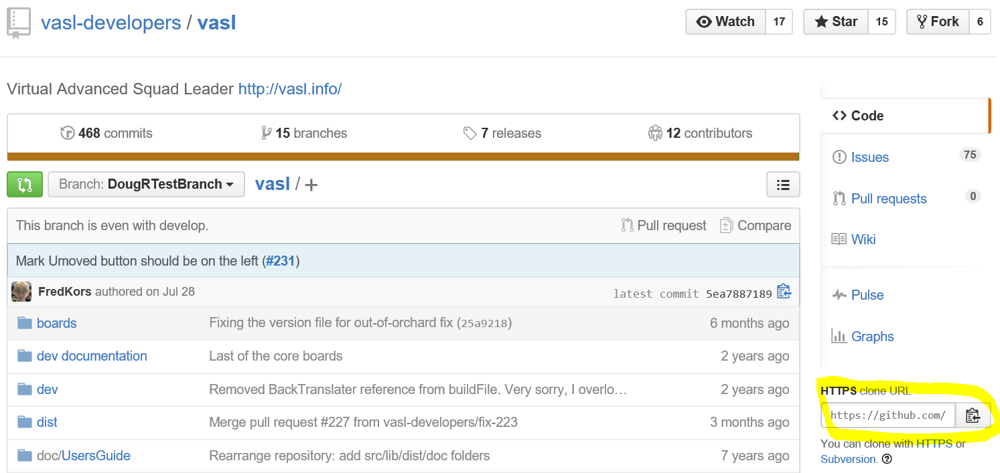 vasl-developers / vasl
Watch 17 Star 15 Fork 6
Virtual Advanced Squad Leader http://vasl.info/
468 commits 15 branches 7 releases 12 contributors
Branch: DougRTestBranch vasl / +
This branch is even with develop. Pull request Compare
Mark Umoved button should be on the left (#231)
FredKors authored on Jul 28 latest commit 5ea7887189
boards Fixing the version file for out-of-orchard fix (25a9218) 6 months ago
dev documentation Last of the core boards 2 years ago
dev Removed BackTranslater reference from buildFile. Very sorry, I overlo… 2 years ago
dist Merge pull request #227 from vasl-developers/fix-223 3 months ago
doc/UsersGuide Rearrange repository: add src/lib/dist/doc folders 7 years ago
Code
Issues 75
Pull requests 0
Wiki
Pulse
Graphs
HTTPS clone URL
https://github.com/
You can clone with HTTPS or
Subversion.